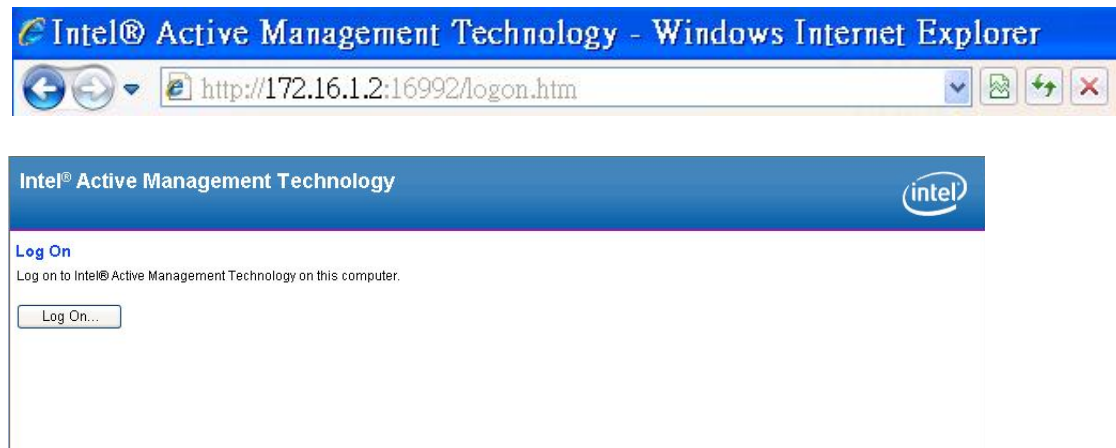 Intel® Active Management Technology - Windows Internet Explorer
http://172.16.1.2:16992/logon.htm
Intel® Active Management Technology
intel
Log On
Log on to Intel® Active Management Technology on this computer.
Log On...